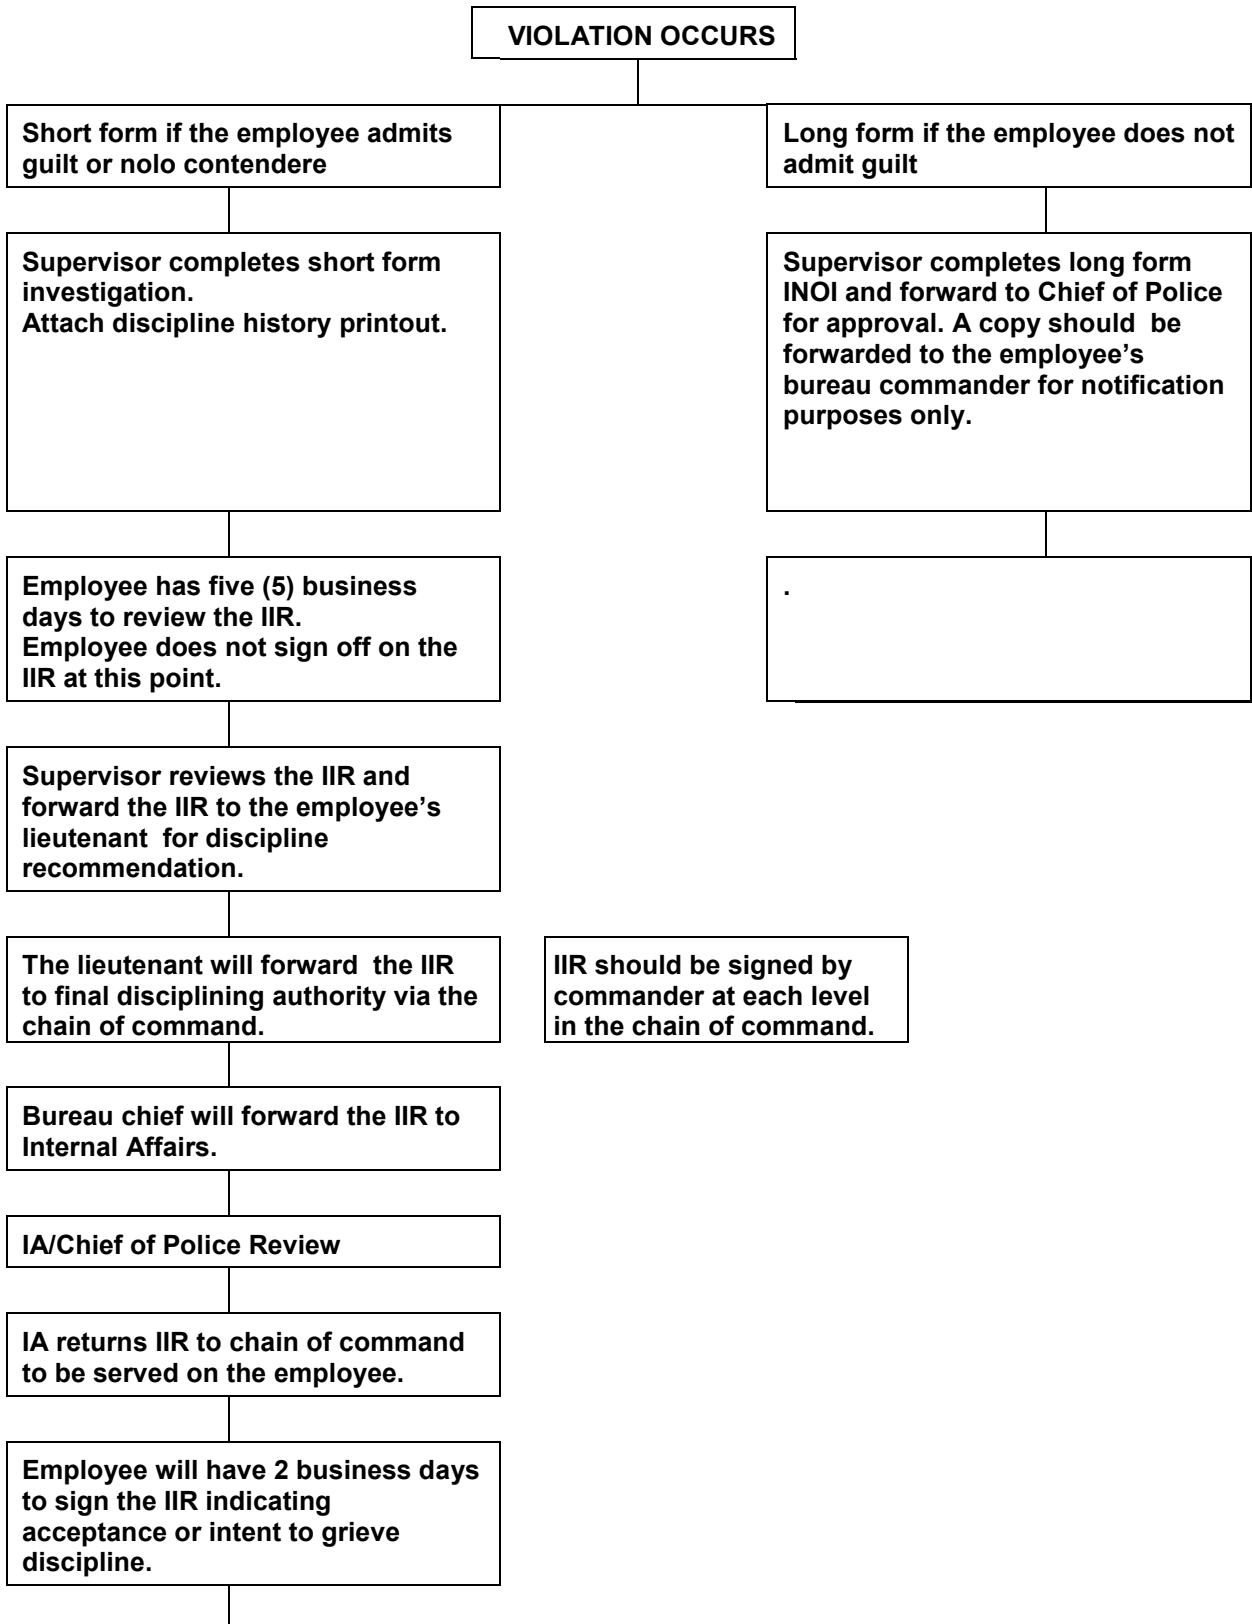 VIOLATION OCCURS
Short form if the employee admits
guilt or nolo contendere
Long form if the employee does not
admit guilt
Supervisor completes short form
investigation.
Attach discipline history printout.
Supervisor completes long form
INOI and forward to Chief of Police
for approval. A copy should be
forwarded to the employee’s
bureau commander for notification
purposes only.
Employee has five (5) business
days to review the IIR.
Employee does not sign off on the
IIR at this point.
.
Supervisor reviews the IIR and
forward the IIR to the employee’s
lieutenant for discipline
recommendation.
The lieutenant will forward the IIR
to final disciplining authority via the
chain of command.
IIR should be signed by
commander at each level
in the chain of command.
Bureau chief will forward the IIR to
Internal Affairs.
IA/Chief of Police Review
IA returns IIR to chain of command
to be served on the employee.
Employee will have 2 business days
to sign the IIR indicating
acceptance or intent to grieve
discipline.